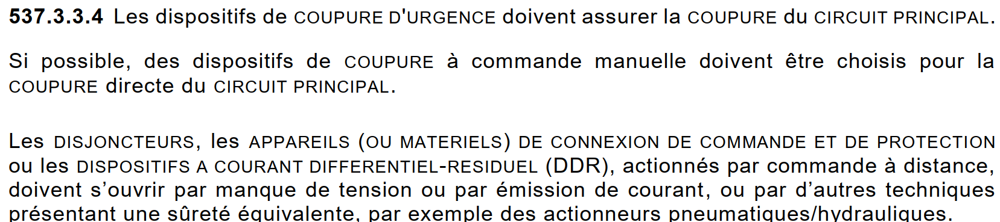 537.3.3.4 Les dispositifs de COUPURE D'URGENCE doivent assurer la COUPURE du CIRCUIT PRINCIPAL.
Si possible, des dispositifs de COUPURE à commande manuelle doivent être choisis pour la
COUPURE directe du CIRCUIT PRINCIPAL.
Les DISJONCTEURS, les APPAREILS (OU MATERIELS) DE CONNEXION DE COMMANDE ET DE PROTECTION
ou les DISPOSITIFS A COURANT DIFFERENTIEL-RESIDUEL (DDR), actionnés par commande à distance,
doivent s’ouvrir par manque de tension ou par émission de courant, ou par d’autres techniques
présentant une sûreté équivalente, par exemple des actionneurs pneumatiques/hydrauliques.